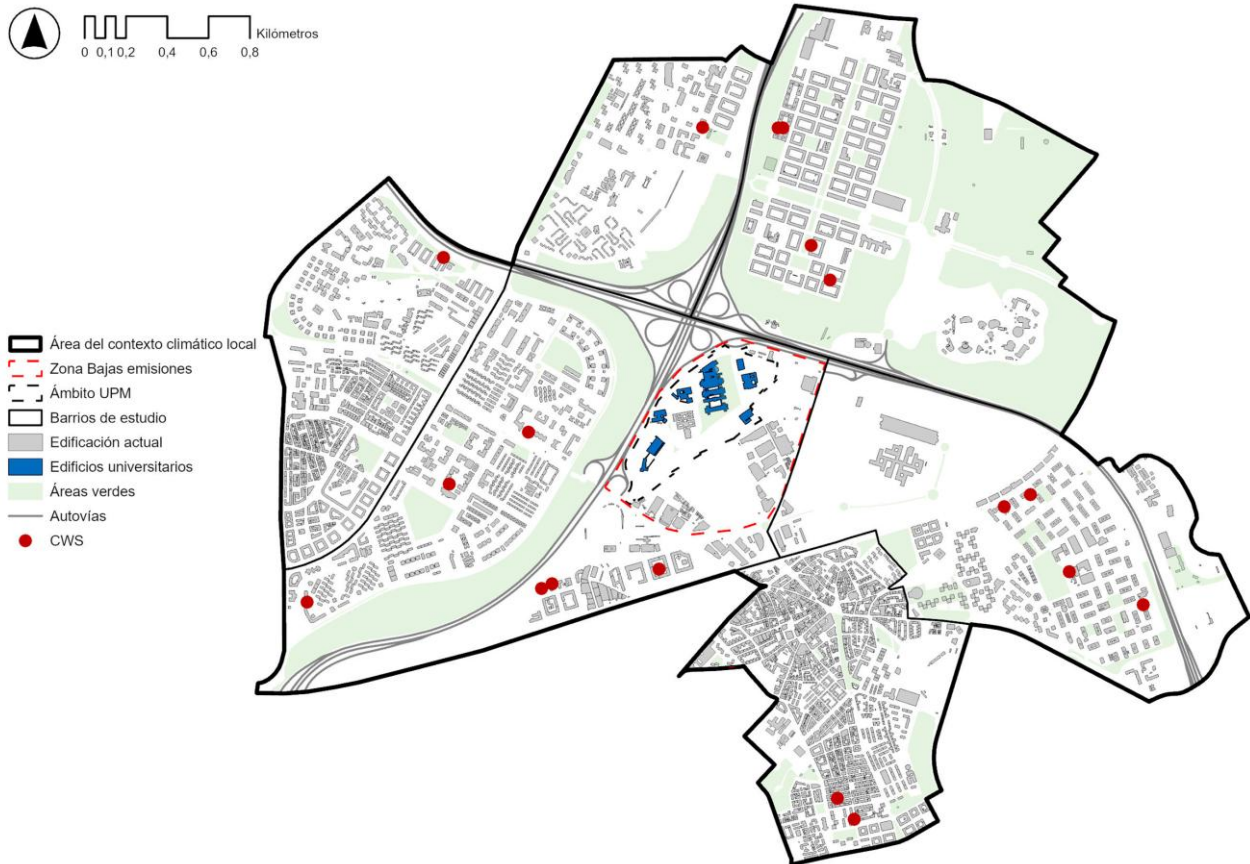 Kilómetros
0 0,1 0,2 0,4 0,6 0,8
Área del contexto climático local
Zona Bajas emisiones
Ámbito UPM
Barrios de estudio
Edificación actual
Edificios universitarios
Áreas verdes
Autovías
CWS